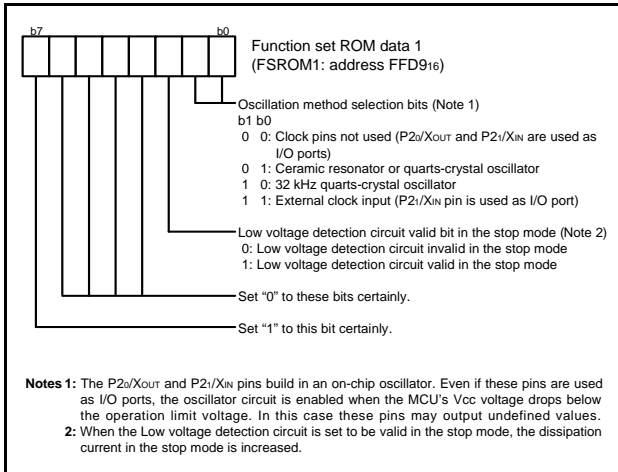 b7 b0
Function set ROM data 1
(FSROM1: address FFD9₁₆)
Oscillation method selection bits (Note 1)
b1 b0
0 0: Clock pins not used (P2₀/XOUT and P2₁/XIN are used as
I/O ports)
0 1: Ceramic resonator or quarts-crystal oscillator
1 0: 32 kHz quarts-crystal oscillator
1 1: External clock input (P2₁/XIN pin is used as I/O port)
Low voltage detection circuit valid bit in the stop mode (Note 2)
0: Low voltage detection circuit invalid in the stop mode
1: Low voltage detection circuit valid in the stop mode
Set “0” to these bits certainly.
Set “1” to this bit certainly.
Notes 1: The P2₀/XOUT and P2₁/XIN pins build in an on-chip oscillator. Even if these pins are used
as I/O ports, the oscillator circuit is enabled when the MCU's Vcc voltage drops below
the operation limit voltage. In this case these pins may output undefined values.
2: When the Low voltage detection circuit is set to be valid in the stop mode, the dissipation
current in the stop mode is increased.